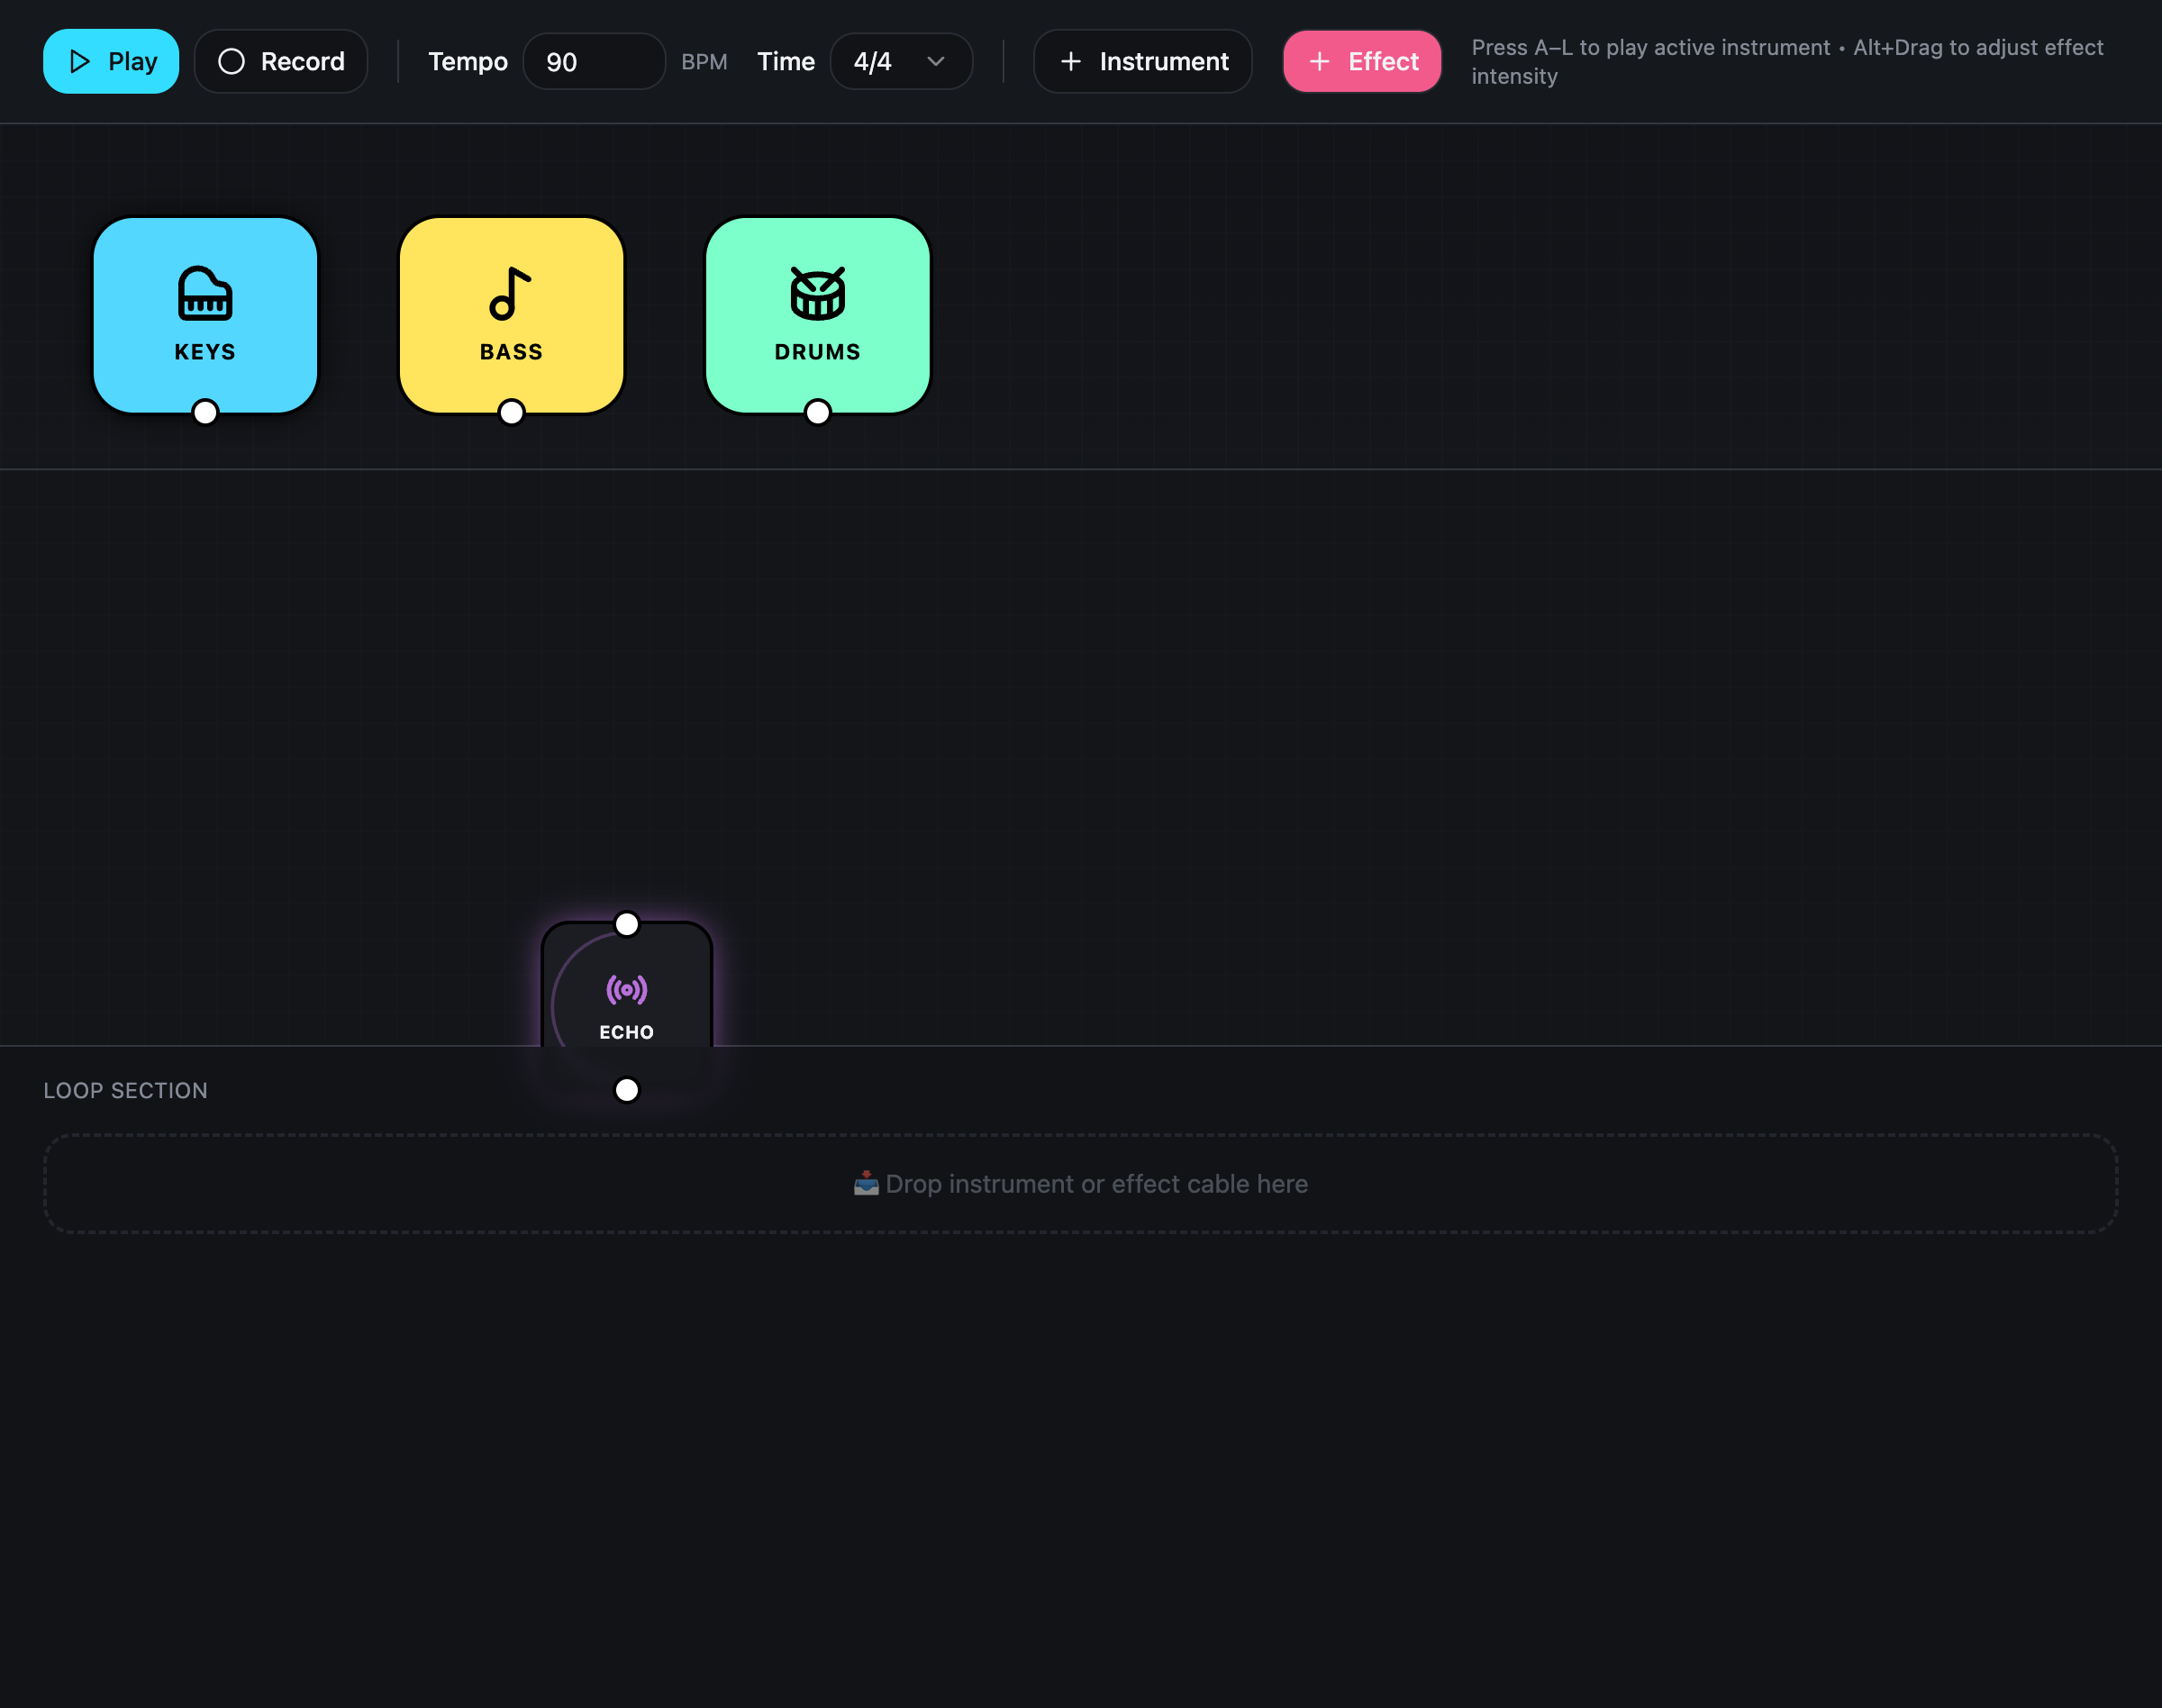 Play
Record
Tempo
90
BPM
Time
4/4
Instrument
Effect
Press A–L to play active instrument • Alt+Drag to adjust effect
intensity
KEYS
BASS
DRUMS
ECHO
LOOP SECTION
📥 Drop instrument or effect cable here